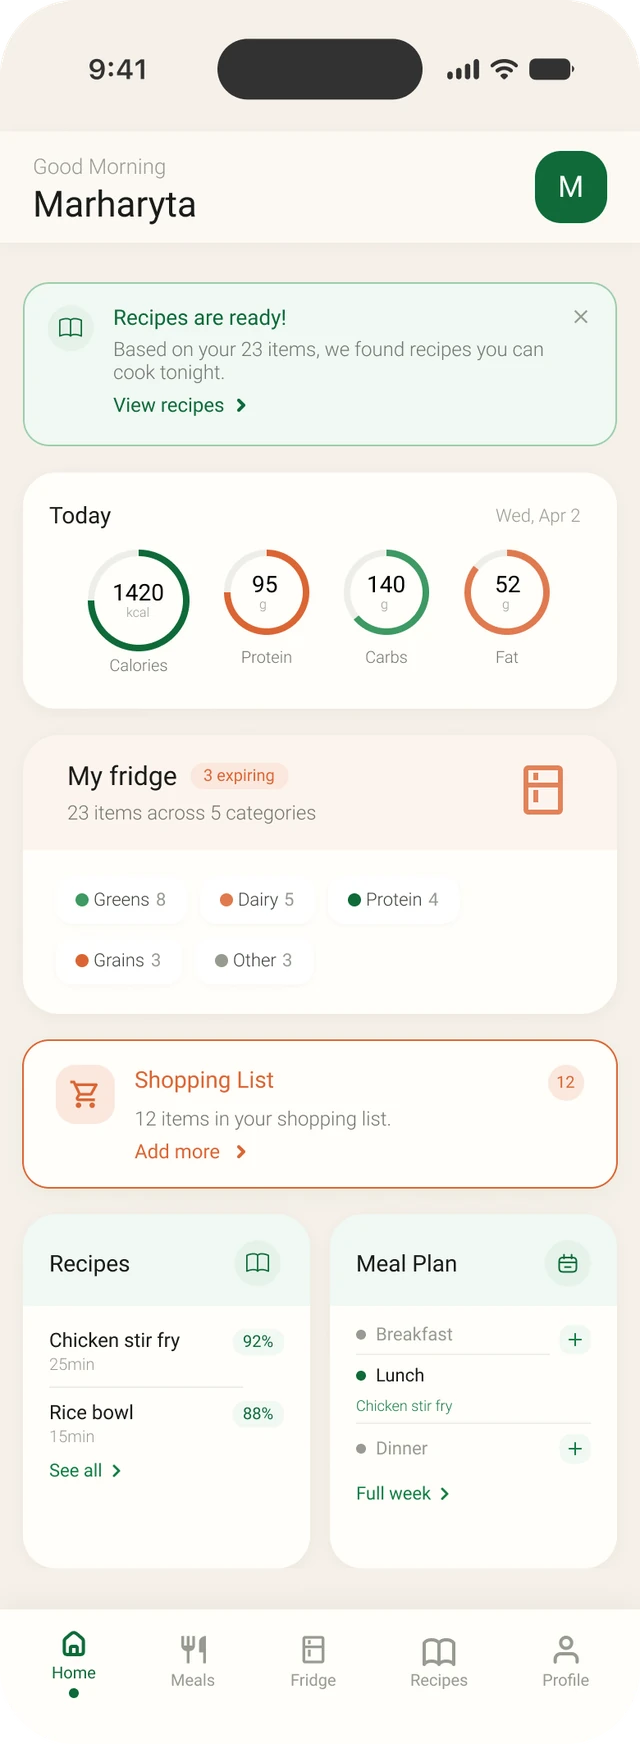 9:41
Good Morning
Marharyta
M
Recipes are ready!
Based on your 23 items, we found recipes you can
cook tonight.
View recipes
Today
Wed, Apr 2
1420
kcal
Calories
95
g
Protein
140
g
Carbs
52
g
Fat
My fridge
3 expiring
23 items across 5 categories
Greens 8
Dairy 5
Protein 4
Grains 3
Other 3
Shopping List
12
12 items in your shopping list.
Add more
Recipes
Chicken stir fry
92%
25min
Rice bowl
88%
15min
See all
Meal Plan
Breakfast
+
Lunch
Chicken stir fry
Dinner
+
Full week
Home
Meals
Fridge
Recipes
Profile